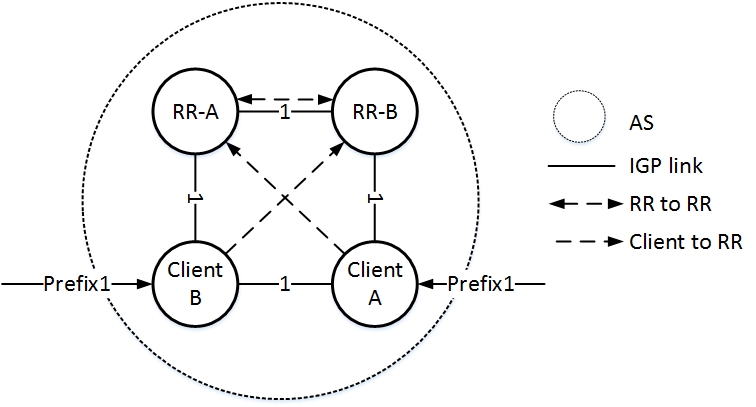 RR-A
RR-B
1
1
1
Client
B
Client
A
1
Prefix1
Prefix1
AS
IGP link
RR to RR
Client to RR